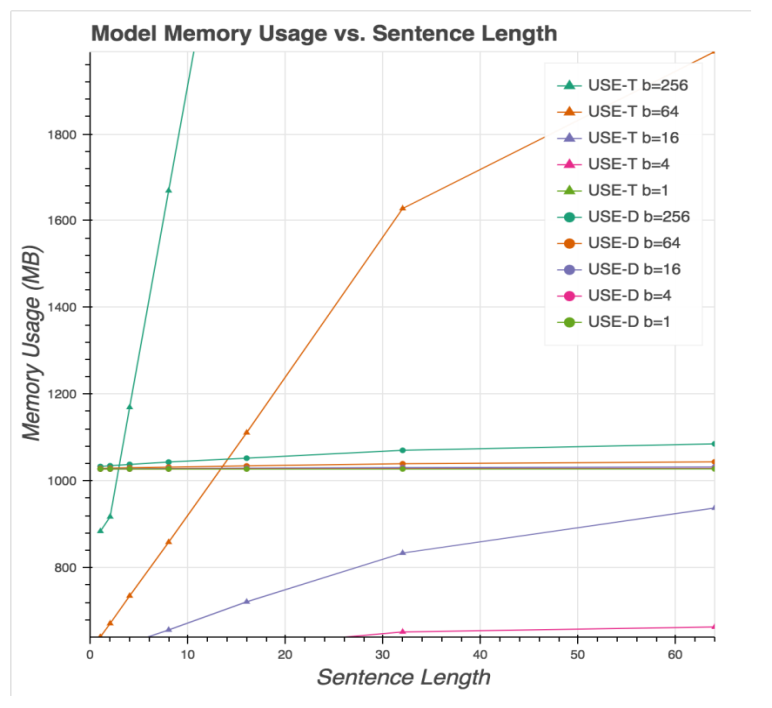 Model Memory Usage vs. Sentence Length
USE-T b=256
USE-T b=64
USE-T b=16
USE-T b=4
USE-T b=1
USE-D b=256
USE-D b=64
USE-D b=16
USE-D b=4
USE-D b=1
1800
1600
1400
1200
1000
800
Memory Usage (MB)
0 10 20 30 40 50 60
Sentence Length